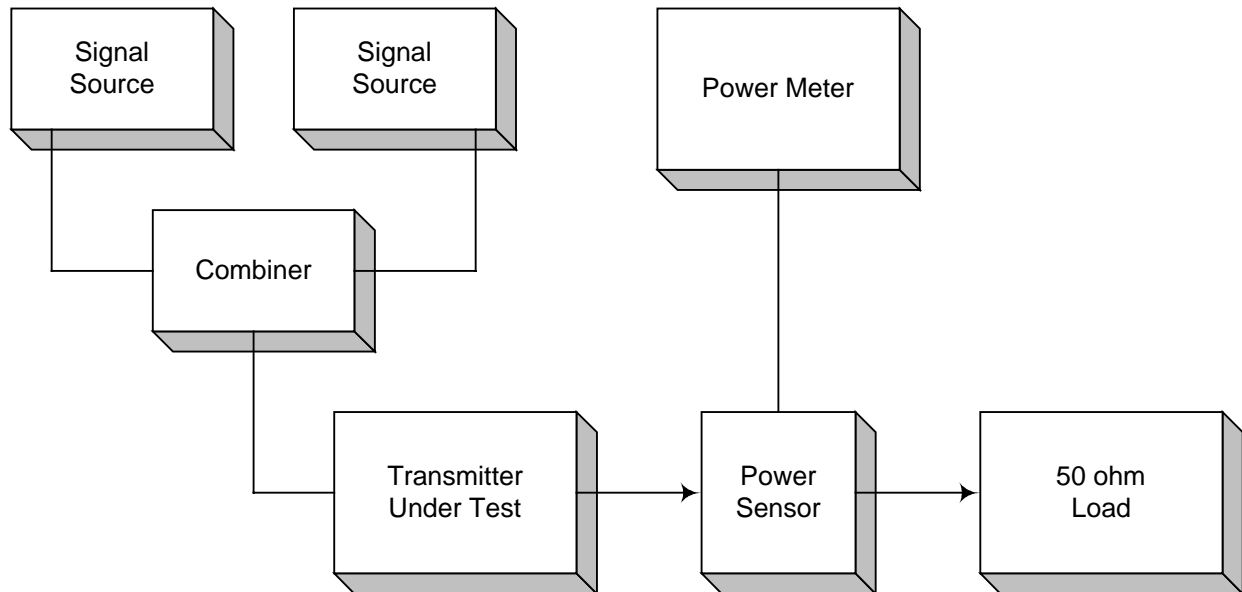 Signal
Source
Signal
Source
Power Meter
Combiner
Transmitter
Under Test
Power
Sensor
50 ohm
Load